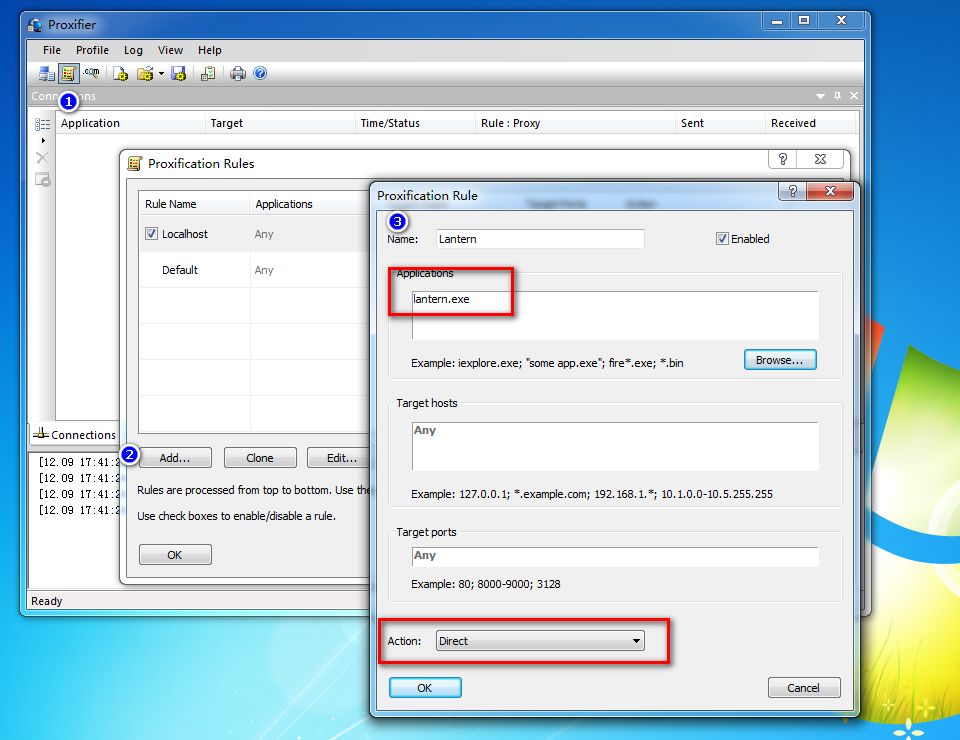 Proxifier
File Profile Log View Help
Connections
1
Application Target Time/Status Rule : Proxy Sent Received
Proxification Rules
Rule Name Applications
Localhost Any
Default Any
Connections
2
Add... Clone Edit...
[12.09 17:41:2
[12.09 17:41:2
[12.09 17:41:2
[12.09 17:41:2
Rules are processed from top to bottom. Use the
Use check boxes to enable/disable a rule.
OK
Ready
Proxification Rule
3
Name: Lantern Enabled
Applications
lantern.exe
Example: iexplore.exe; "some app.exe"; fire*.exe; *.bin
Browse...
Target hosts
Any
Example: 127.0.0.1; *.example.com; 192.168.1.*; 10.1.0.0-10.5.255.255
Target ports
Any
Example: 80; 8000-9000; 3128
Action: Direct
OK Cancel